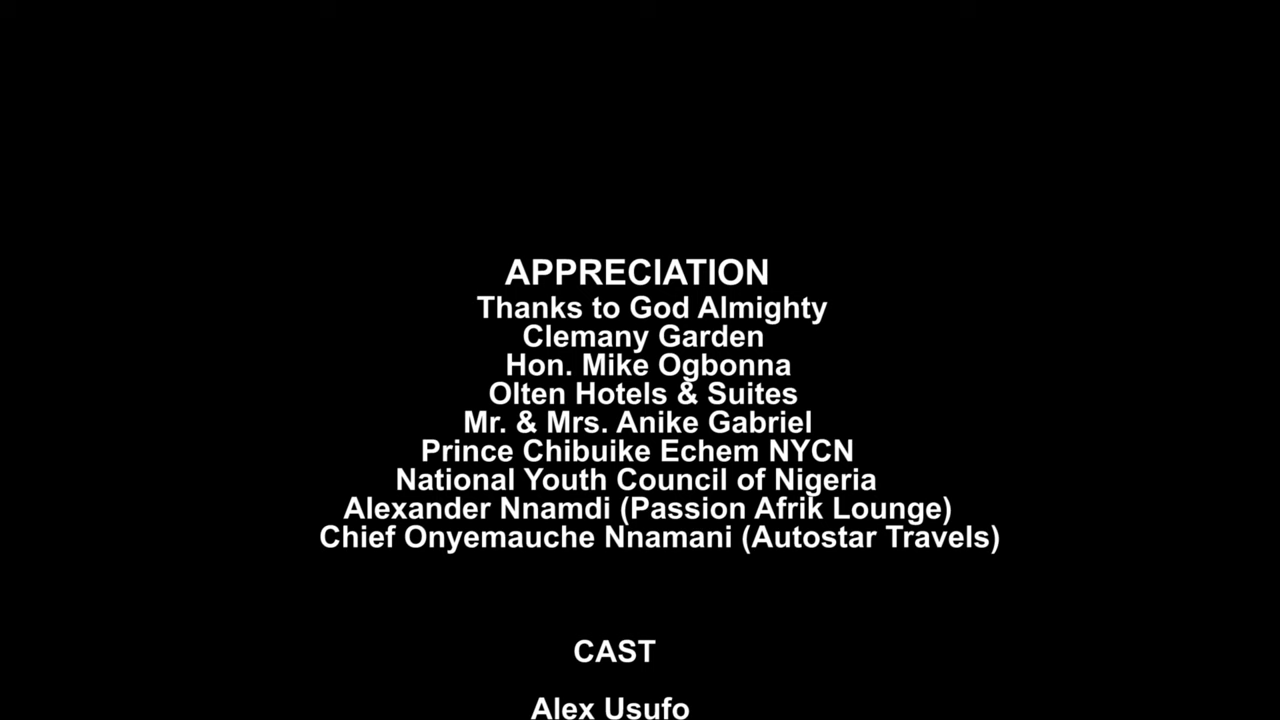 APPRECIATION
Thanks to God Almighty
Clemany Garden
Hon. Mike Ogbonna
Olten Hotels & Suites
Mr. & Mrs. Anike Gabriel
Prince Chibuike Echem NYCN
National Youth Council of Nigeria
Alexander Nnamdi (Passion Afrik Lounge)
Chief Onyemauche Nnamani (Autostar Travels)
CAST
Alex Usufo